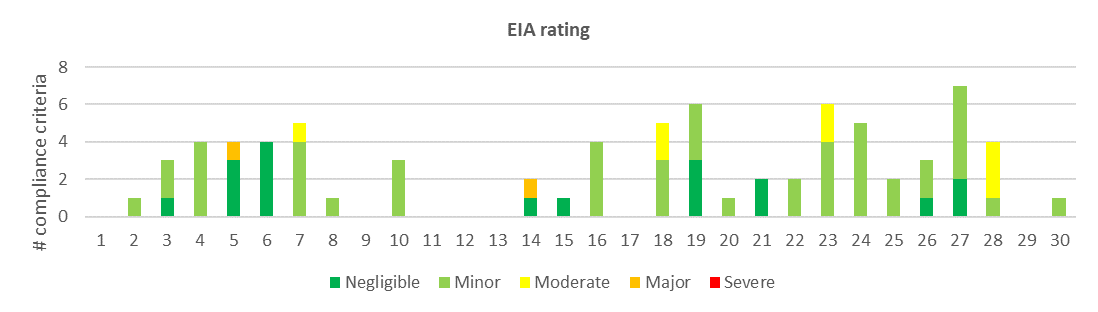 EIA rating
# compliance criteria
8
6
4
2
0
1 2 3 4 5 6 7 8 9 10 11 12 13 14 15 16 17 18 19 20 21 22 23 24 25 26 27 28 29 30
Negligible Minor Moderate Major Severe